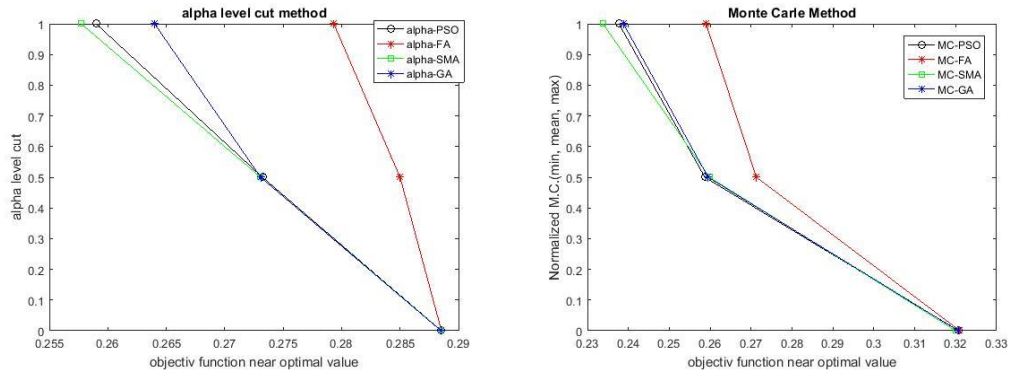 alpha level cut method
1
0.9
0.8
0.7
0.6
0.5
0.4
0.3
0.2
0.1
0
alpha level cut
alpha-PSO
alpha-FA
alpha-SMA
alpha-GA
0.255
0.26
0.265
0.27
0.275
0.28
0.285
0.29
objectiv function near optimal value
Monte Carle Method
1
0.9
0.8
0.7
0.6
0.5
0.4
0.3
0.2
0.1
0
Normalized M.C.(min, mean, max)
MC-PSO
MC-FA
MC-SMA
MC-GA
0.23
0.24
0.25
0.26
0.27
0.28
0.29
0.3
0.31
0.32
0.33
objectiv function near optimal value